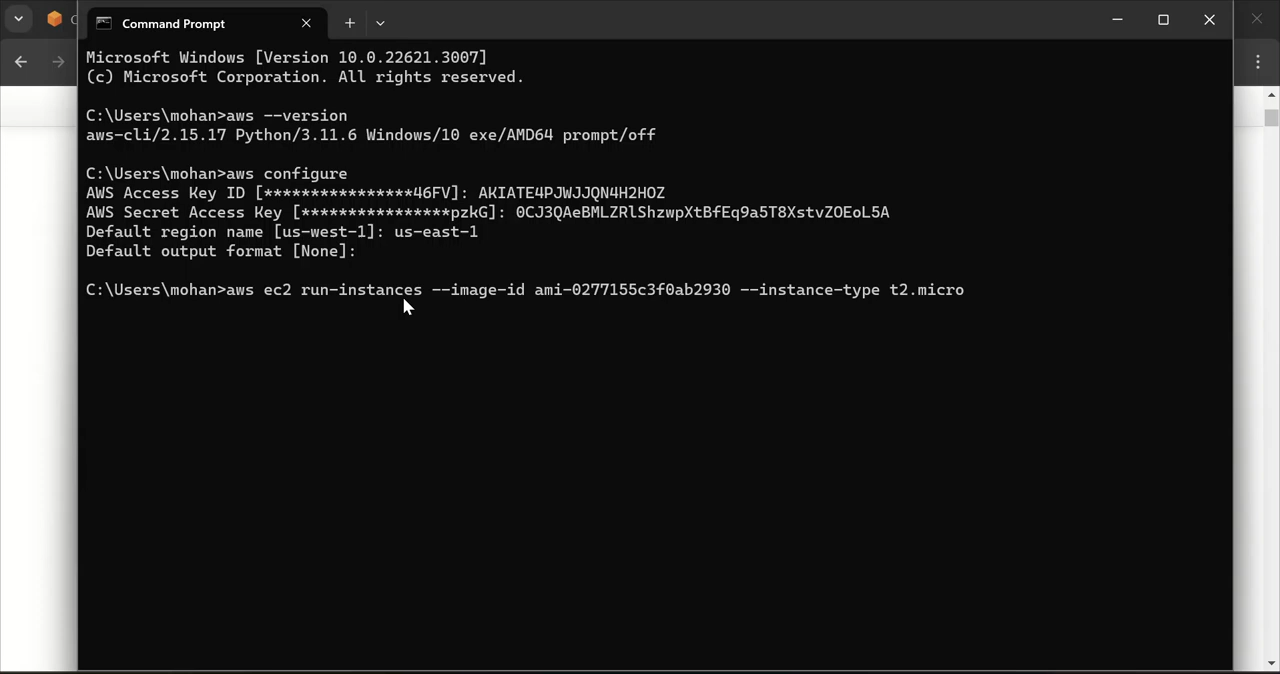 Command Prompt
Microsoft Windows [Version 10.0.22621.3007]
(c) Microsoft Corporation. All rights reserved.
C:\Users\mohan>aws --version
aws-cli/2.15.17 Python/3.11.6 Windows/10 exe/AMD64 prompt/off
C:\Users\mohan>aws configure
AWS Access Key ID [****************46FV]: AKIATE4PJWJJQN4H2HOZ
AWS Secret Access Key [****************pzkG]: 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
Default region name [us-west-1]: us-east-1
Default output format [None]:
C:\Users\mohan>aws ec2 run-instances --image-id ami-0277155c3f0ab2930 --instance-type t2.micro